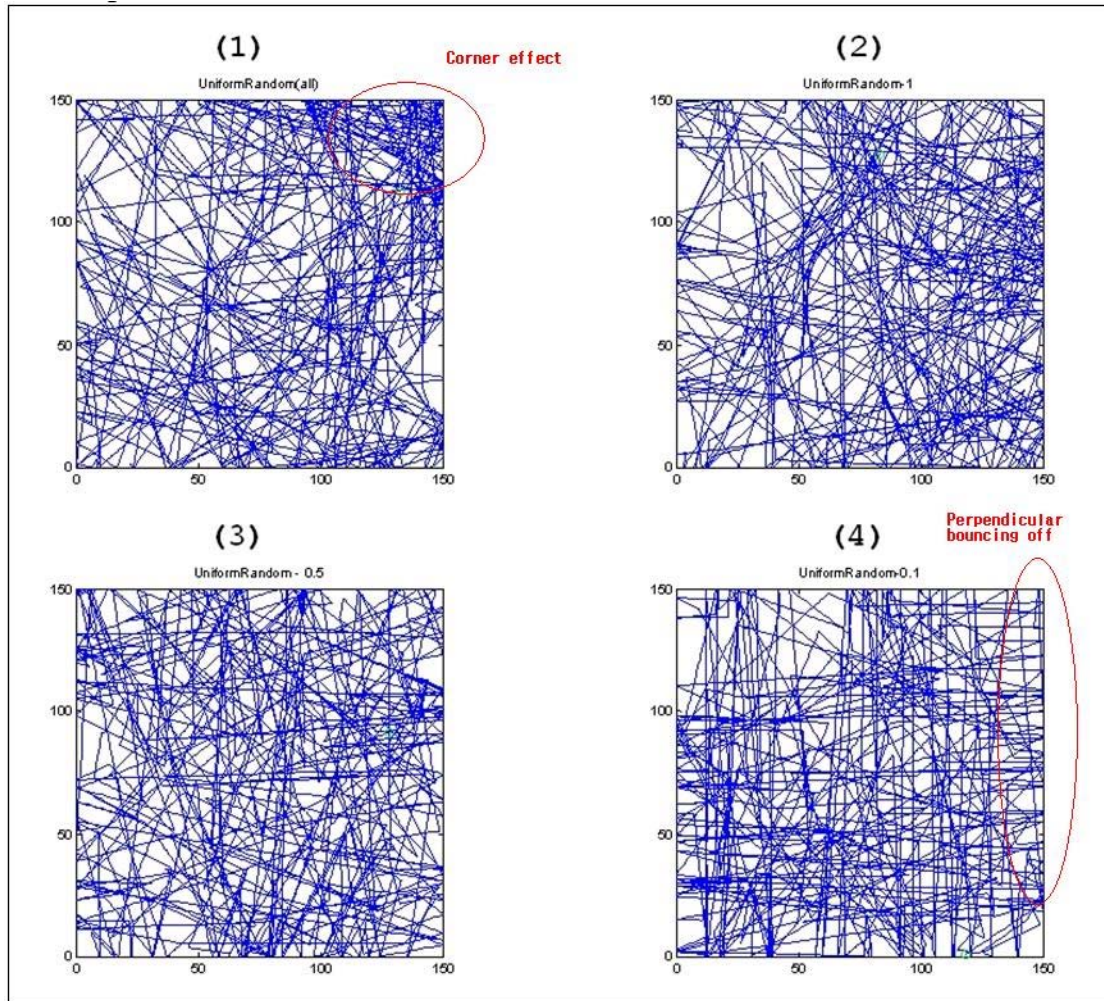 (1)
Corner effect
UniformRandom(all)
150
100
50
0
0 50 100 150
(2)
UniformRandom-1
150
100
50
0
0 50 100 150
(3)
UniformRandom - 0.5
150
100
50
0
0 50 100 150
Perpendicular
bouncing off
(4)
UniformRandom-0.1
150
100
50
0
0 50 100 150